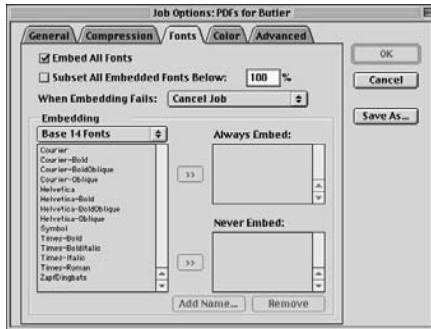 Job Options: PDFs for Butler
General Compression Fonts Color Advanced
Embed All Fonts
Subset All Embedded Fonts Below: 100 %
When Embedding Fails: Cancel Job
Embedding
Base 14 Fonts
Courier
Courier-Bold
Courier-BoldOblique
Courier-Oblique
Helvetica
Helvetica-Bold
Helvetica-BoldOblique
Helvetica-Oblique
Symbol
Times-Bold
Times-BoldItalic
Times-Italic
Times-Roman
ZapfDingbats
>>
Always Embed:
>>
Never Embed:
Add Name... Remove
OK
Cancel
Save As...